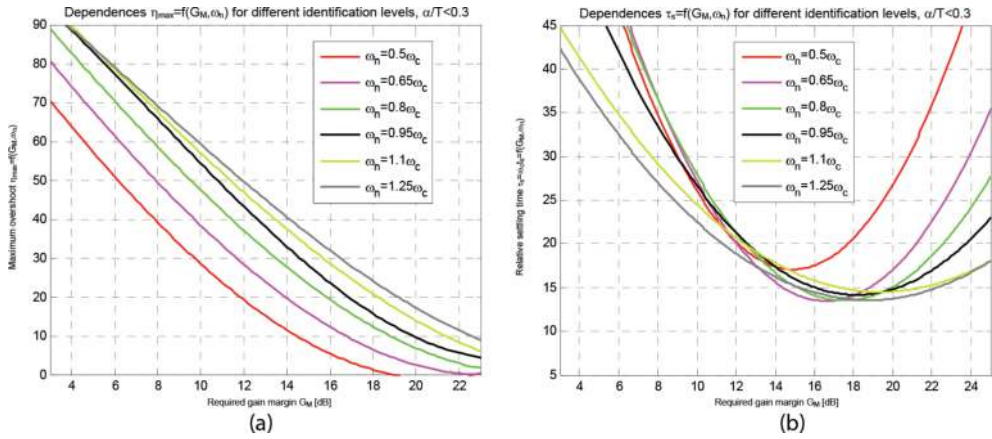 Dependences ηmax=f(GM,ωn) for different identification levels, α/T<0.3
Maximum overshoot ηmax=f(GM,ωn)
90
80
70
60
50
40
30
20
10
0
ωn=0.5ωc
ωn=0.65ωc
ωn=0.8ωc
ωn=0.95ωc
ωn=1.1ωc
ωn=1.25ωc
4 6 8 10 12 14 16 18 20 22
Required gain margin GM [dB]
(a)
Dependences τs=f(GM,ωn) for different identification levels, α/T<0.3
Relative settling time τs=ωcts=f(GM,ωn)
45
40
35
30
25
20
15
10
5
ωn=0.5ωc
ωn=0.65ωc
ωn=0.8ωc
ωn=0.95ωc
ωn=1.1ωc
ωn=1.25ωc
4 6 8 10 12 14 16 18 20 22 24
Required gain margin GM [dB]
(b)